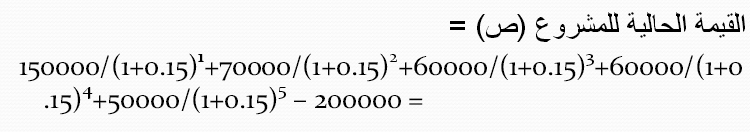 القيمة الحالية للمشروع (ص) =
150000/(1+0.15)¹+70000/(1+0.15)²+60000/(1+0.15)³+60000/(1+0
.15)⁴+50000/(1+0.15)⁵ – 200000 =